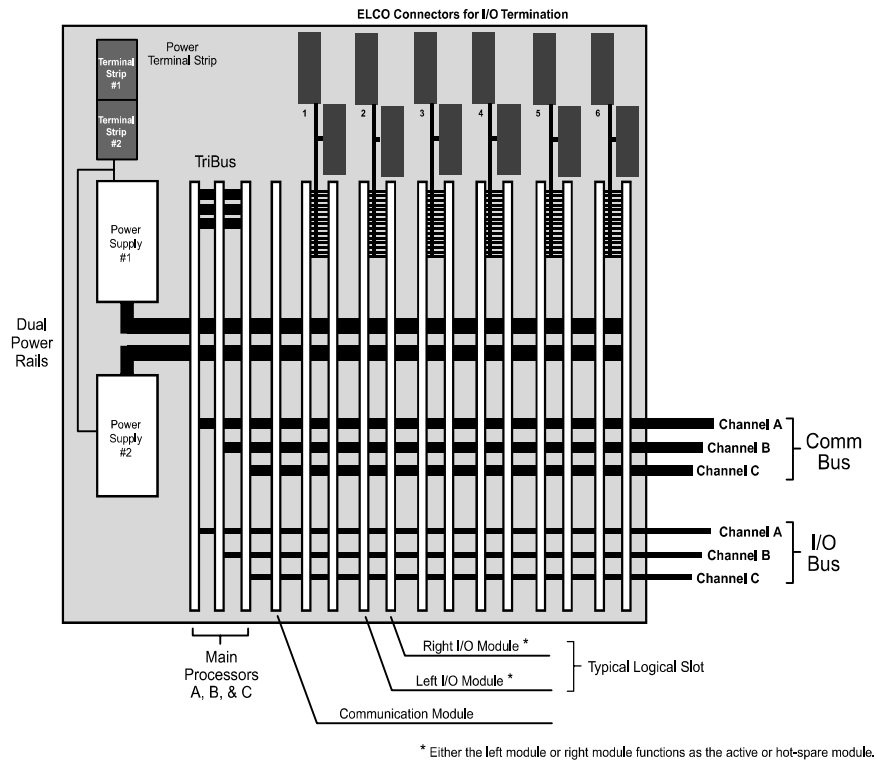 ELCO Connectors for I/O Termination
Power
Terminal Strip
Terminal
Strip
#1
Terminal
Strip
#2
1
2
3
4
5
6
TriBus
Power
Supply
#1
Dual
Power
Rails
Power
Supply
#2
Channel A
Channel B
Channel C
Comm
Bus
Channel A
Channel B
Channel C
I/O
Bus
Main
Processors
A, B, & C
Right I/O Module *
Left I/O Module *
Typical Logical Slot
Communication Module
* Either the left module or right module functions as the active or hot-spare module.